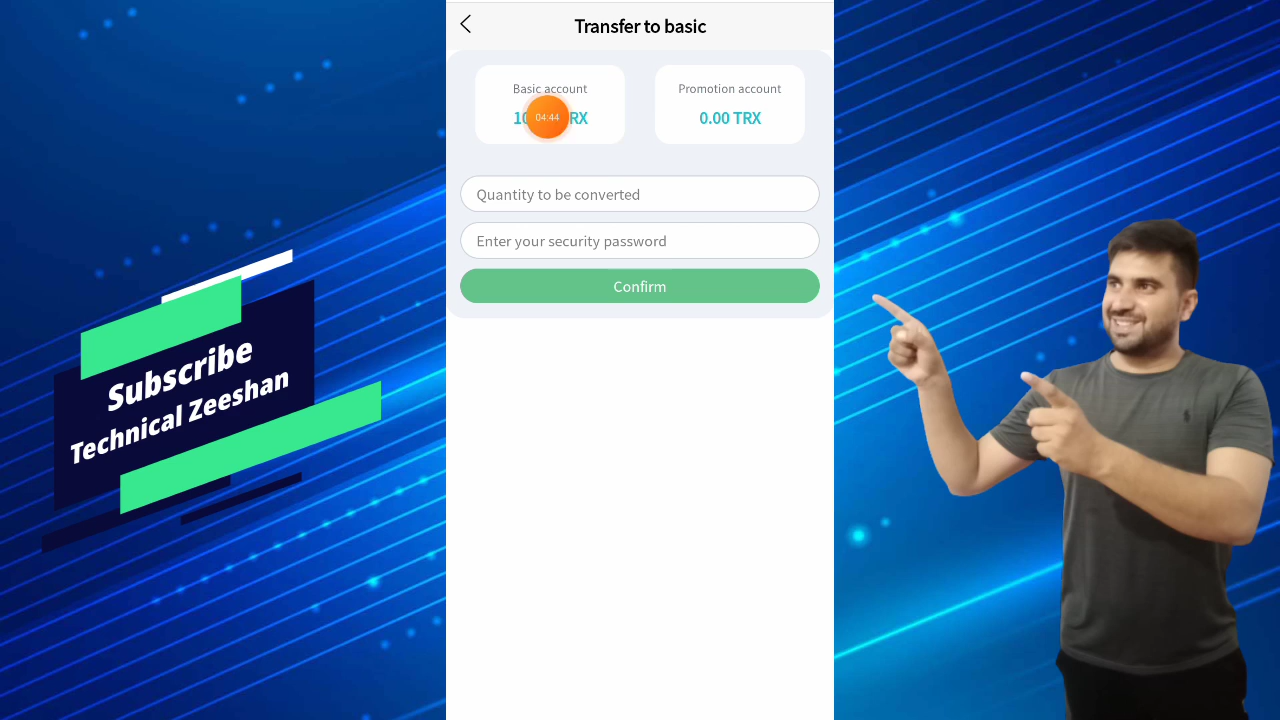 Transfer to basic
Basic account
Promotion account
04:44
0.00 TRX
Quantity to be converted
Enter your security password
Confirm
Subscribe
Technical Zeeshan